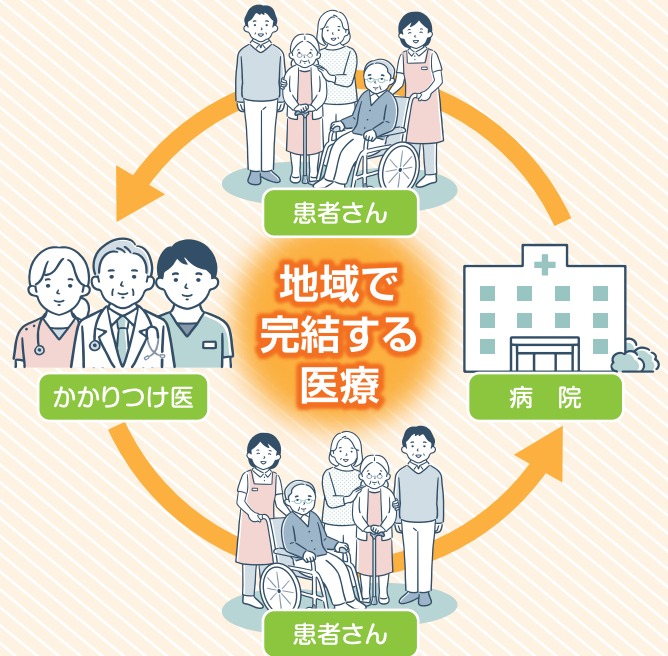 患者さん
地域で
完結する
医療
かかりつけ医
病　院
患者さん